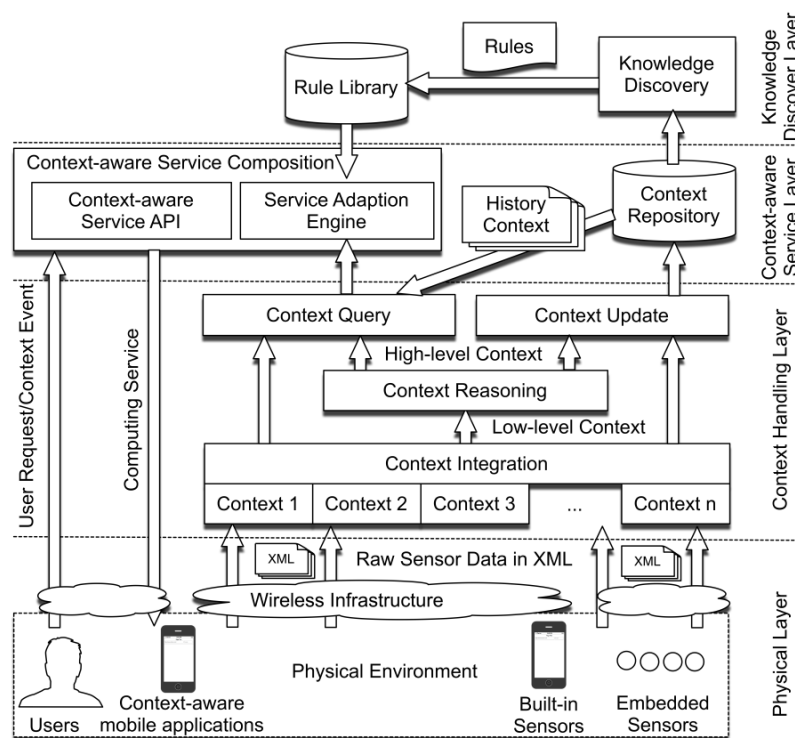 Rules
Rule Library
Knowledge
Discovery
Knowledge
Discover Layer
Context-aware Service Composition
Context-aware
Service API
Service Adaption
Engine
History
Context
Context
Repository
Context-aware
Service Layer
User Request/Context Event
Computing Service
Context Query
Context Update
High-level Context
Context Reasoning
Low-level Context
Context Integration
Context 1
Context 2
Context 3
...
Context n
Context Handling Layer
XML
Raw Sensor Data in XML
XML
Wireless Infrastructure
Physical Environment
Users
Context-aware
mobile applications
Built-in
Sensors
Embedded
Sensors
Physical Layer